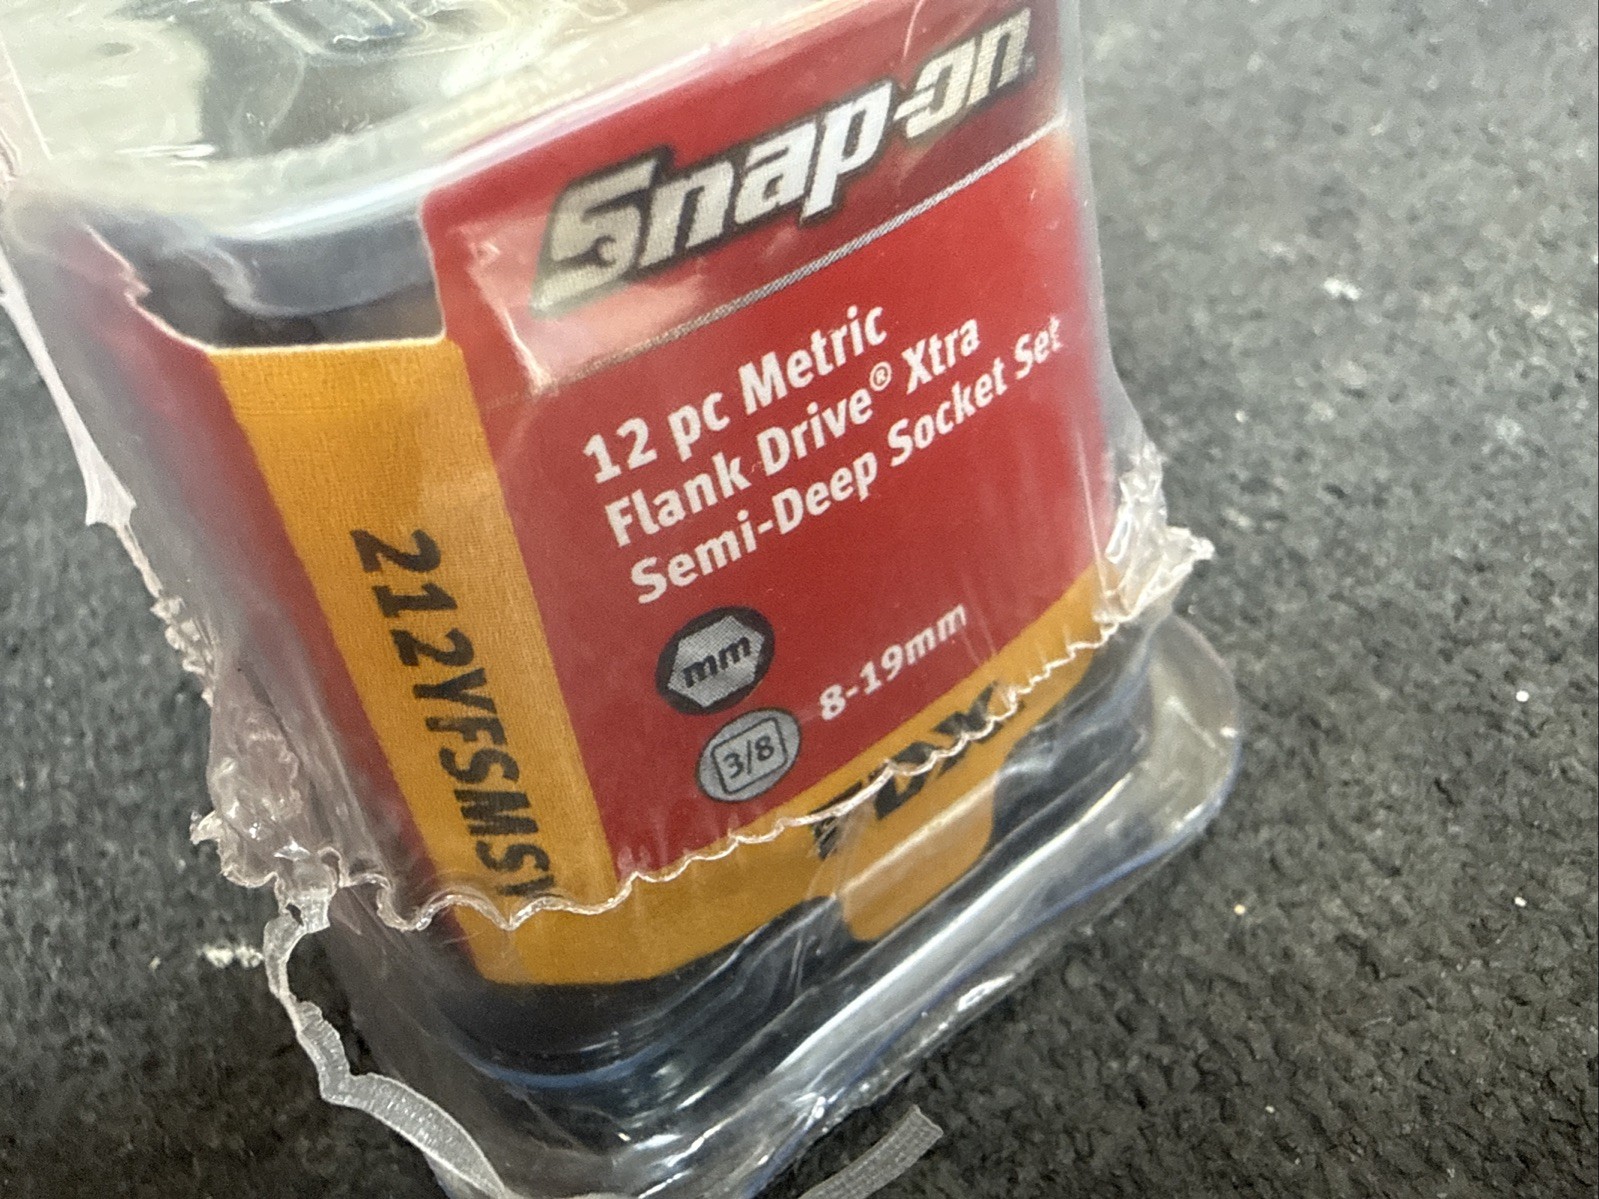 Snap-on
12 pc Metric
Flank Drive® Xtra
Semi-Deep Socket Set
mm
8-19mm
3/8
212YFSMSY